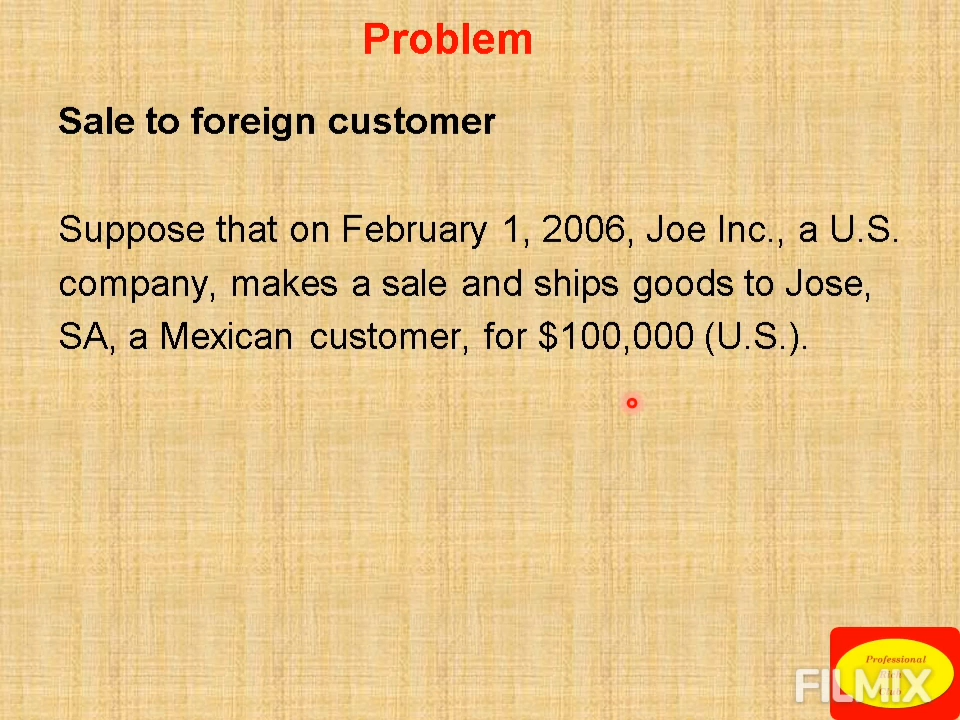 Problem
Sale to foreign customer
Suppose that on February 1, 2006, Joe Inc., a U.S.
company, makes a sale and ships goods to Jose,
SA, a Mexican customer, for $100,000 (U.S.).
Professional
FILMIX